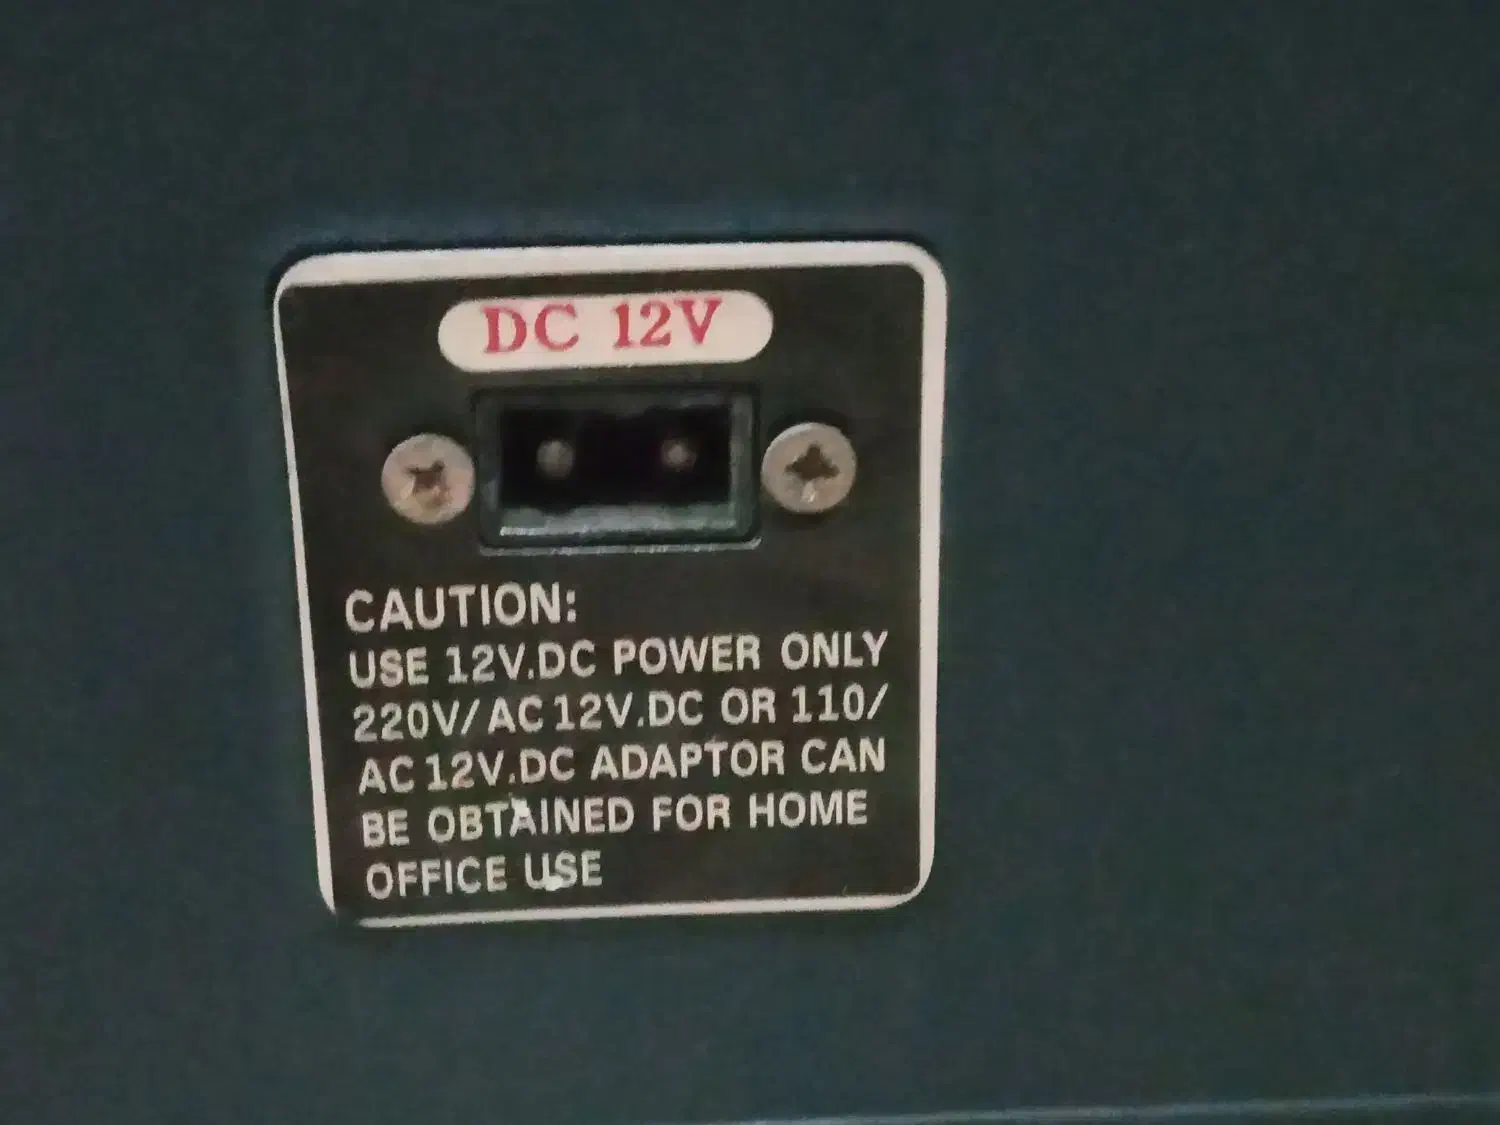 DC 12V
CAUTION:
USE 12V.DC POWER ONLY
220V/AC 12V.DC OR 110/
AC 12V.DC ADAPTOR CAN
BE OBTAINED FOR HOME
OFFICE USE